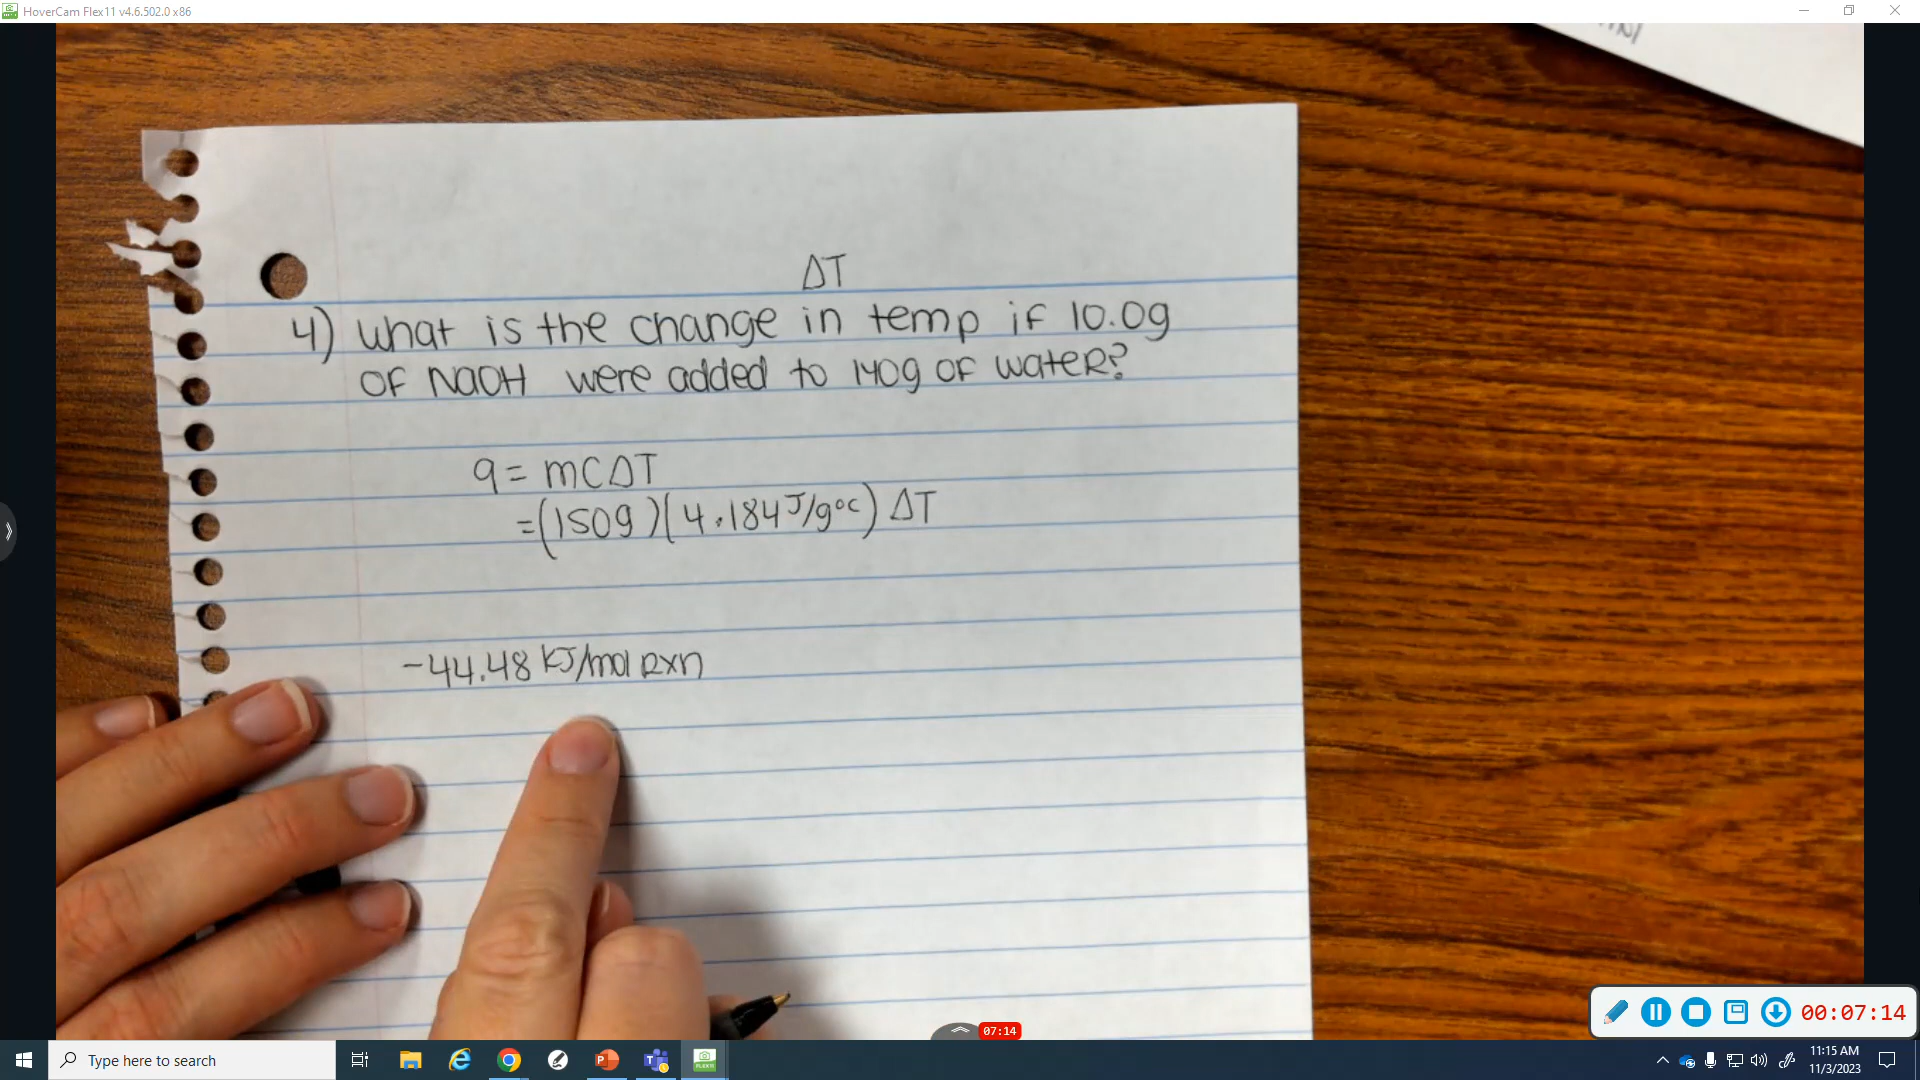 HoverCam Flex11 v4.6.502.0 x86
ΔT
4) What is the change in temp if 10.0g
of NaOH were added to 140g of water?
q = mCΔT
= (150g)(4.184 J/g°C) ΔT
-44.48 kJ/mol rxn
07:14
00:07:14
Type here to search
11:15 AM
11/3/2023